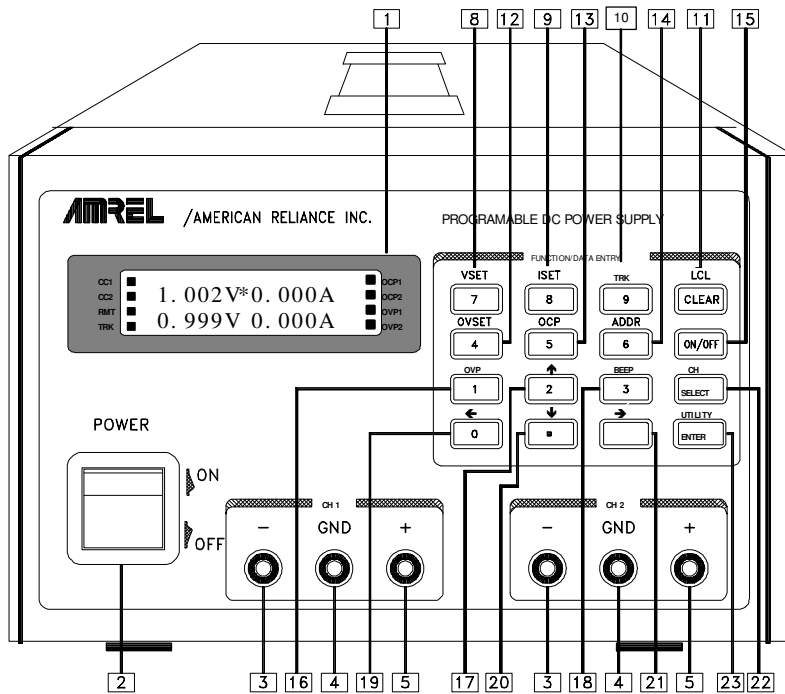 1 8 12 9 13 10 14 11 15
AMREL /AMERICAN RELIANCE INC.
PROGRAMABLE DC POWER SUPPLY
FUNCTION/DATA ENTRY
VSET ISET TRK LCL
7 8 9 CLEAR
OVSET OCP ADDR
4 5 6 ON/OFF
OVP ↑ BEEP CH
1 2 3 SELECT
← ↓ → UTILITY
0 . ENTER
CC1 OCP1
CC2 1.002V*0.000A OCP2
RMT 0.999V 0.000A OVP1
TRK OVP2
POWER
ON
OFF
CH 1
- GND +
CH 2
- GND +
2 3 16 4 19 5 17 20 3 18 4 21 5 23 22